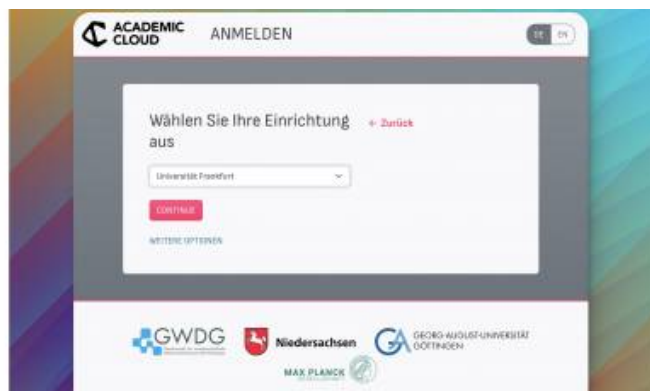 ACADEMIC
CLOUD
ANMELDEN
DE EN
Wählen Sie Ihre Einrichtung
aus
← Zurück
Universität Frankfurt
CONTINUE
WEITERE OPTIONEN
GWDG
Niedersachsen
GEORG-AUGUST-UNIVERSITÄT
GÖTTINGEN
MAX PLANCK